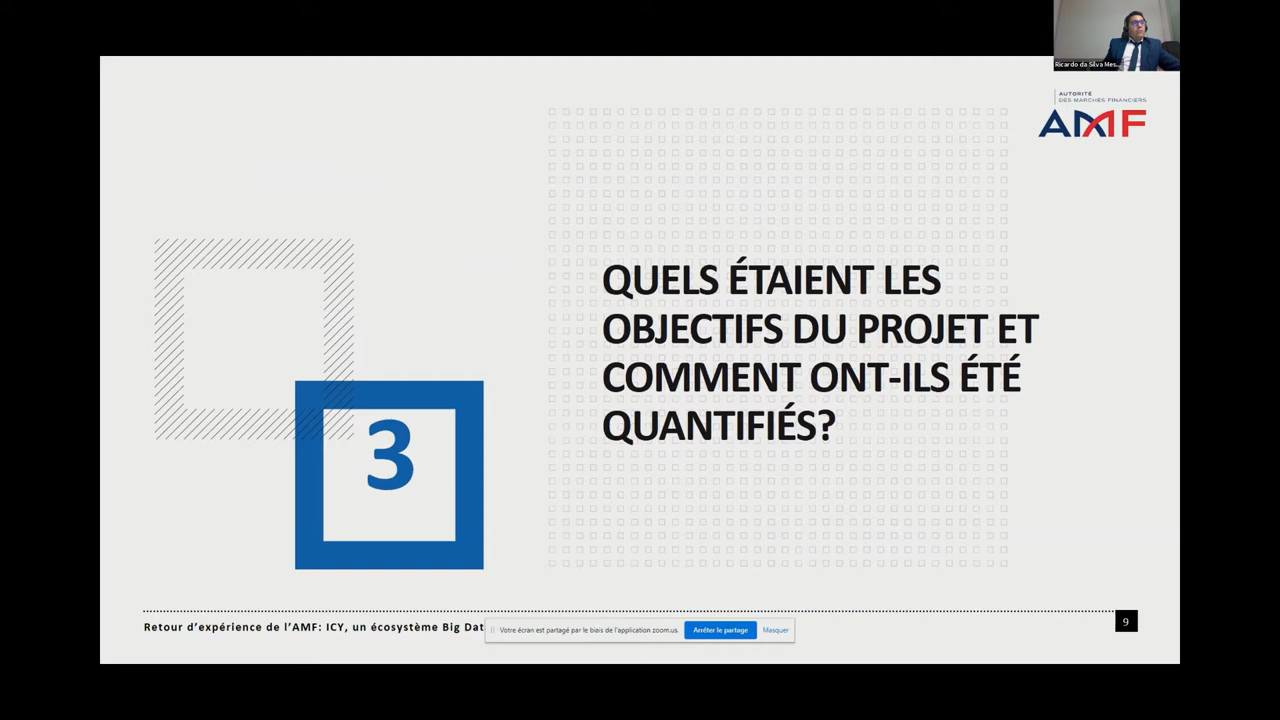 Ricardo da Silva Mes...
AUTORITÉ
DES MARCHÉS FINANCIERS
AMF
QUELS ÉTAIENT LES
OBJECTIFS DU PROJET ET
COMMENT ONT-ILS ÉTÉ
QUANTIFIÉS?
3
Retour d’expérience de l’AMF: ICY, un écosystème Big Dat
Votre écran est partagé par le biais de l'application zoom.us.
Arrêter le partage
Masquer
9